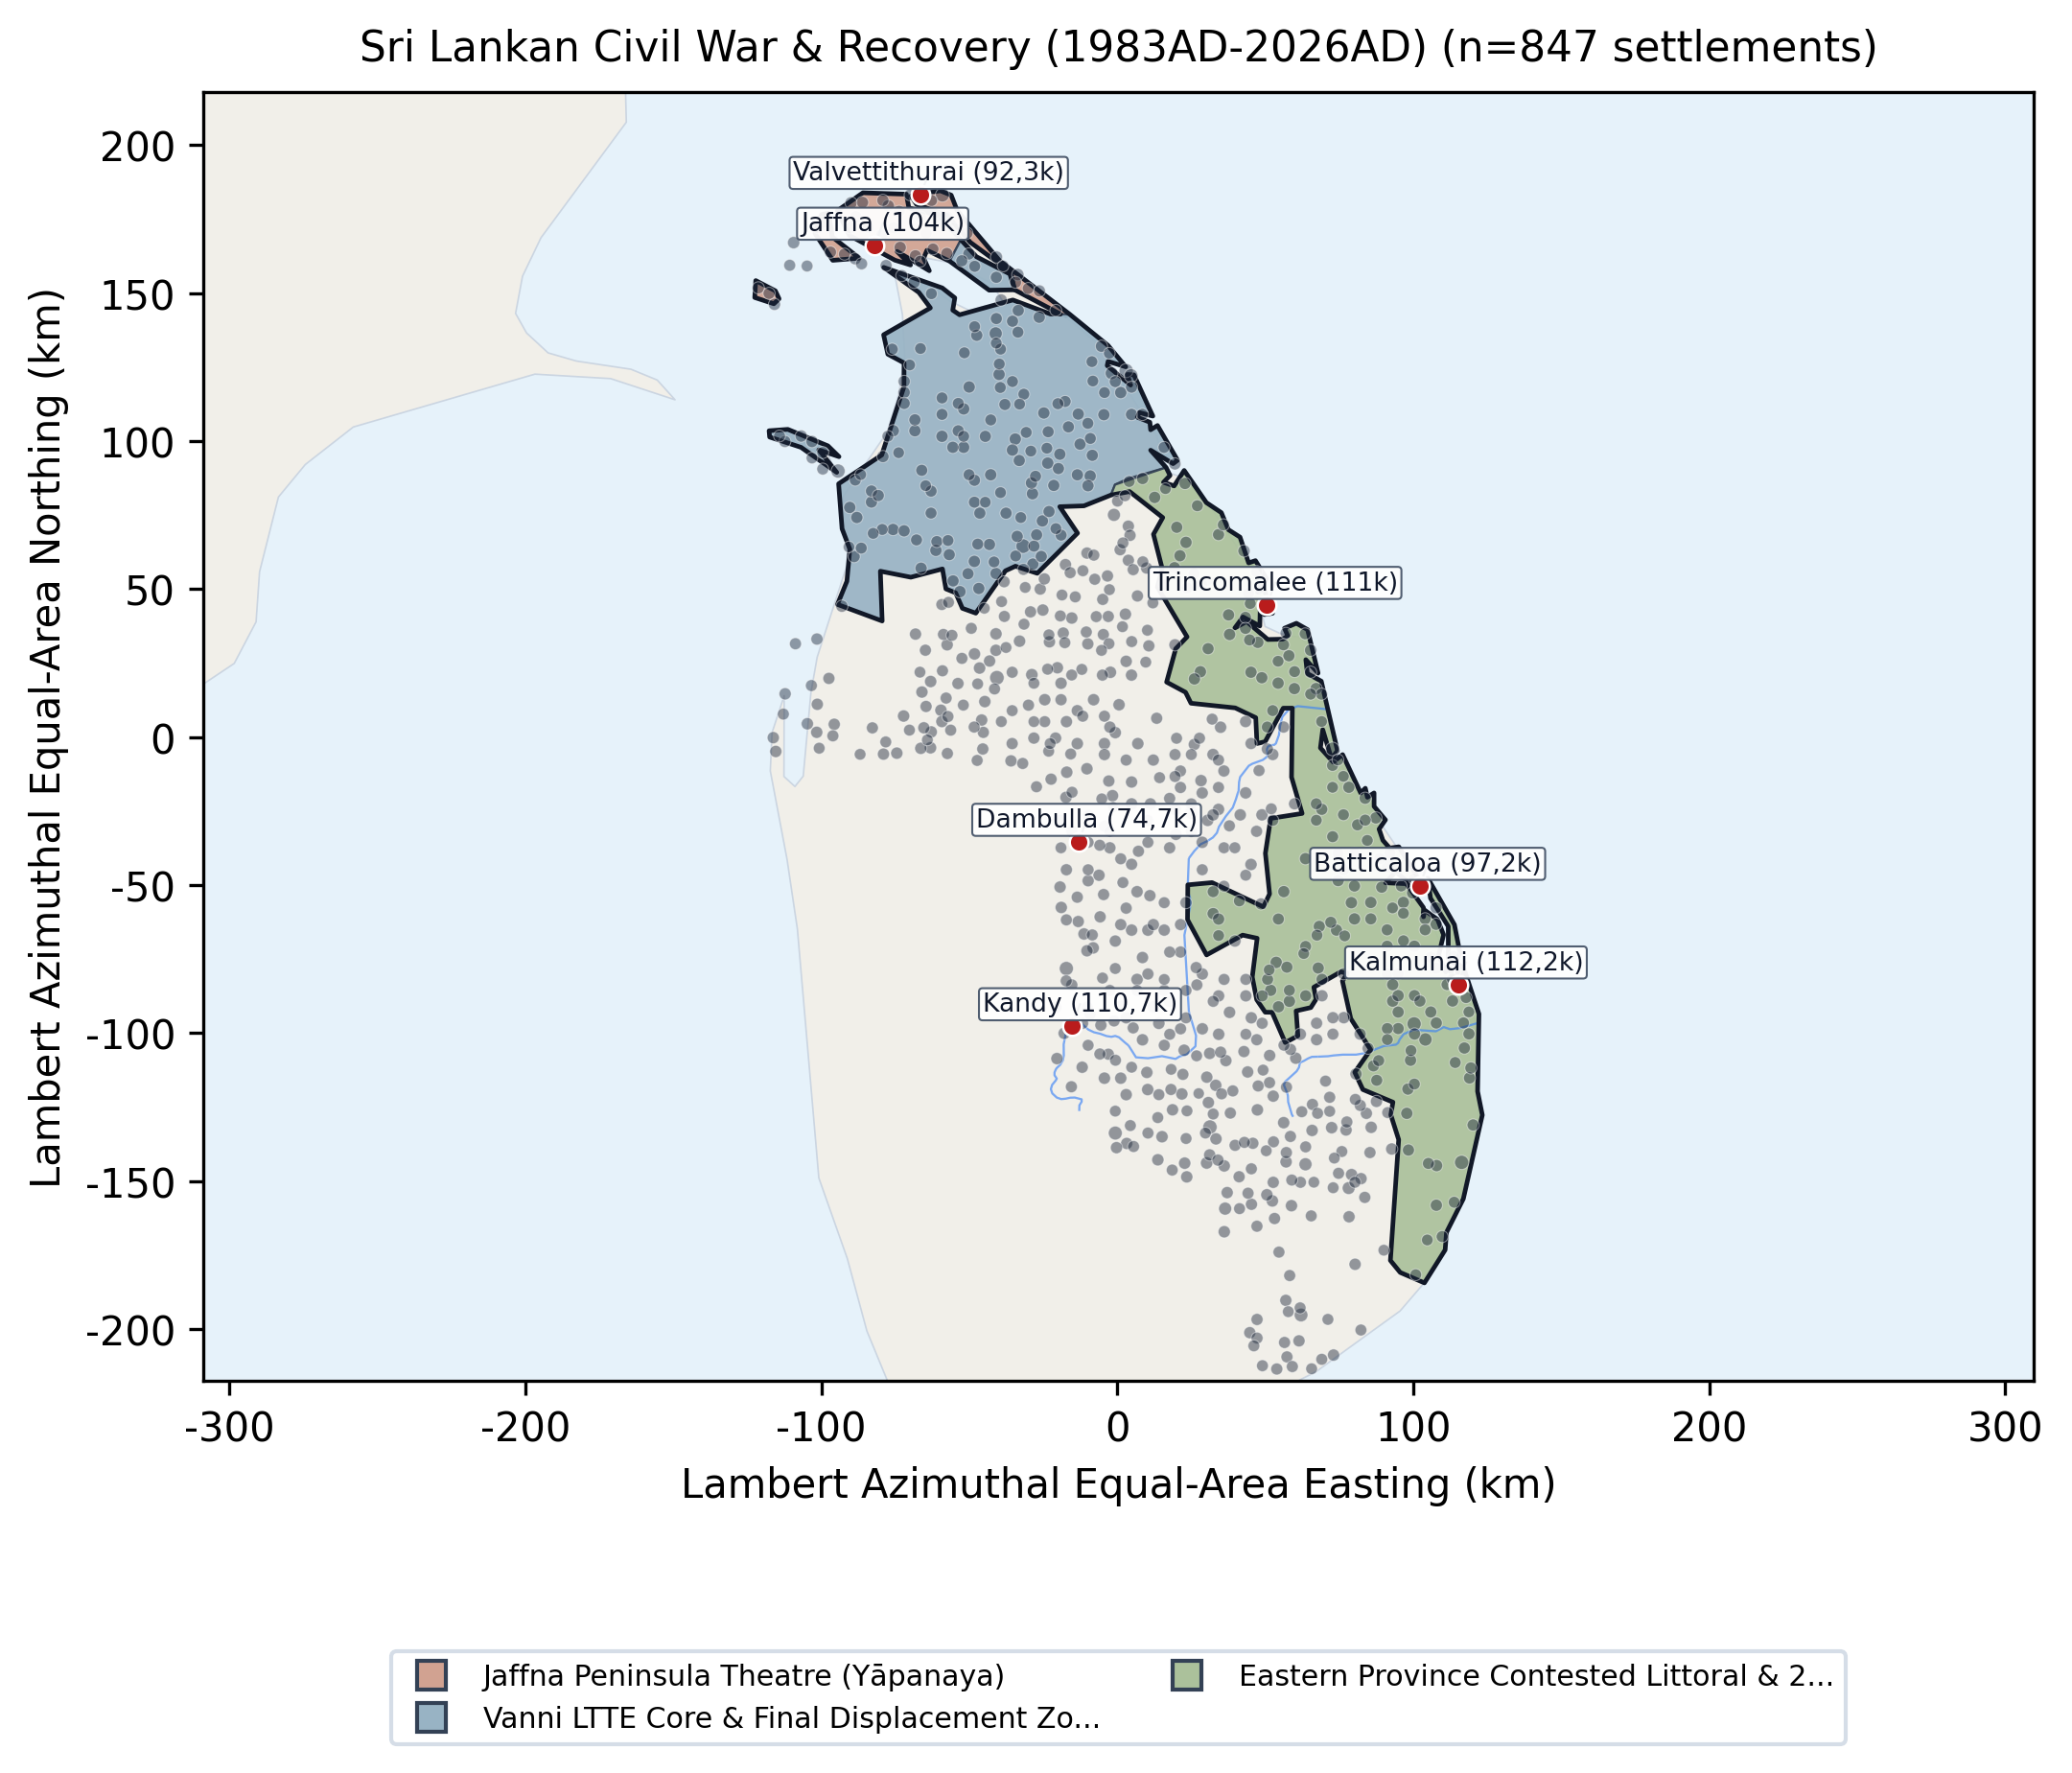 Sri Lankan Civil War & Recovery (1983AD-2026AD) (n=847 settlements)
Lambert Azimuthal Equal-Area Northing (km)
200
150
100
50
0
-50
-100
-150
-200
Valvettithurai (92,3k)
Jaffna (104k)
Trincomalee (111k)
Dambulla (74,7k)
Batticaloa (97,2k)
Kalmunai (112,2k)
Kandy (110,7k)
-300
-200
-100
0
100
200
300
Lambert Azimuthal Equal-Area Easting (km)
Jaffna Peninsula Theatre (Yāpanaya)
Vanni LTTE Core & Final Displacement Zo...
Eastern Province Contested Littoral & 2...